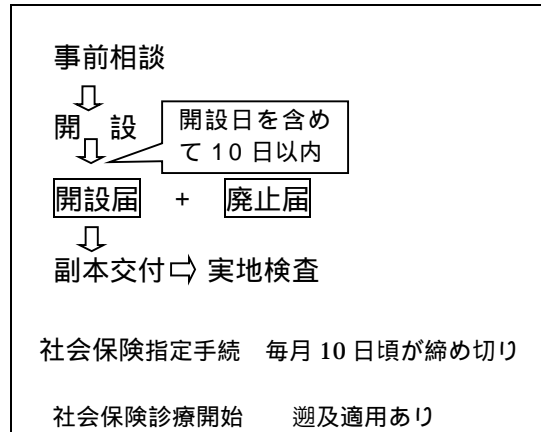 事前相談
⇩
開　設
開設日を含め
て１０日以内
⇩
開設届　+　廃止届
⇩
副本交付⇨実地検査
社会保険指定手続　毎月 10 日頃が締め切り
社会保険診療開始　　遡及適用あり